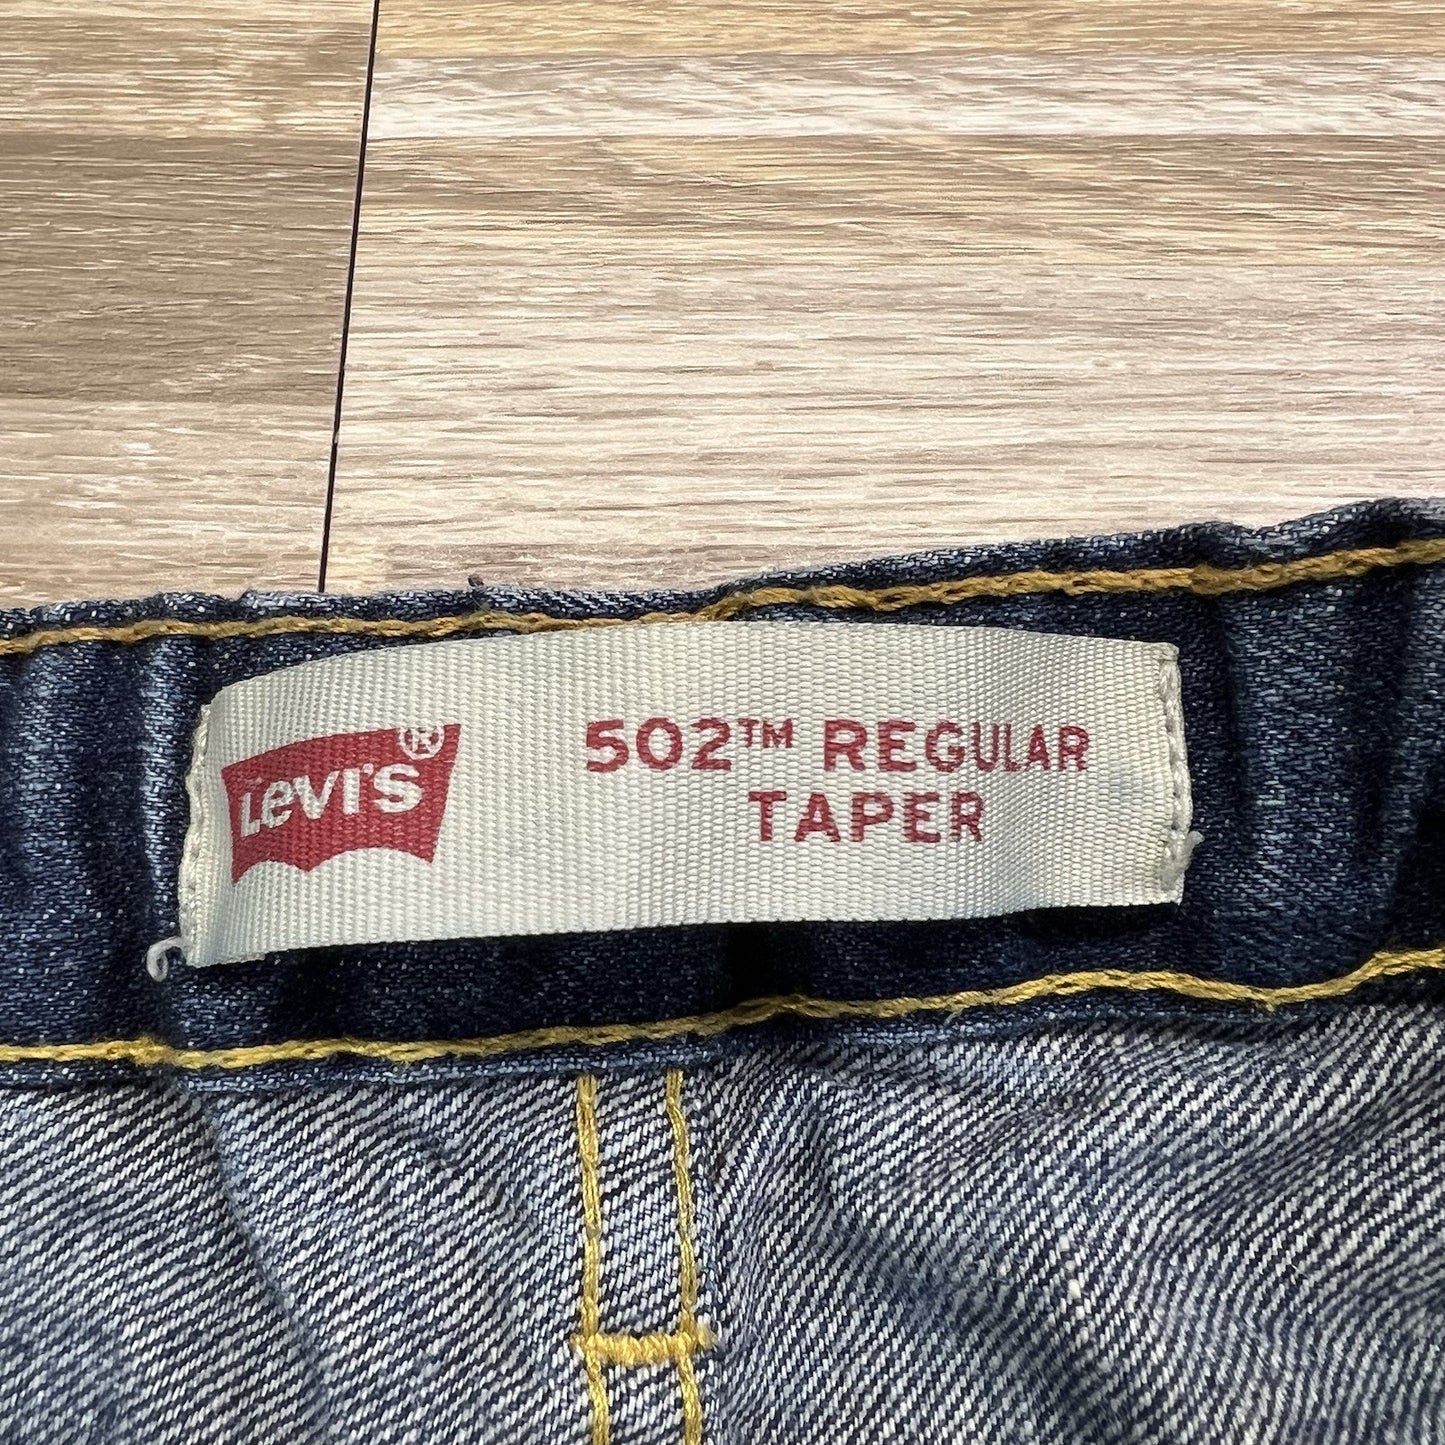 LEVI'S®
502™ REGULAR
TAPER